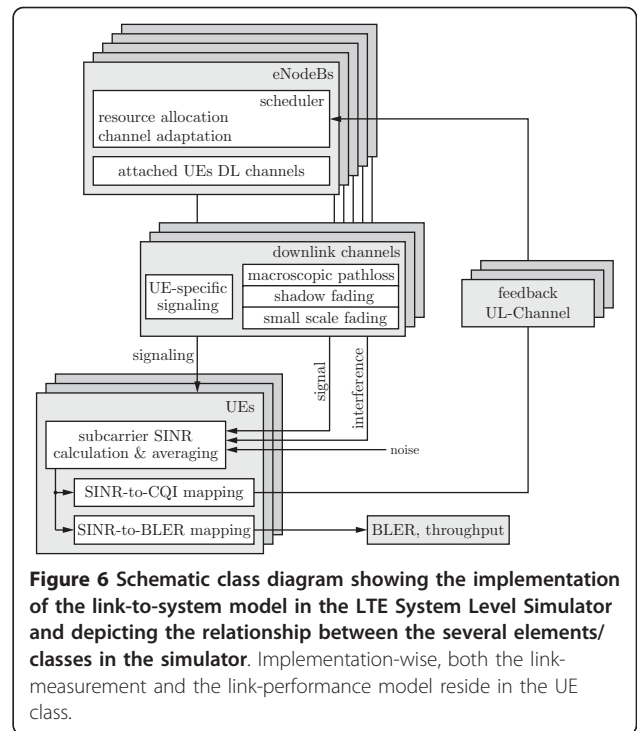 eNodeBs
scheduler
resource allocation
channel adaptation
attached UEs DL channels
downlink channels
UE-specific
signaling
macroscopic pathloss
shadow fading
small scale fading
feedback
UL-Channel
signaling
signal
interference
UEs
subcarrier SINR
calculation & averaging
noise
SINR-to-CQI mapping
SINR-to-BLER mapping
BLER, throughput
Figure 6 Schematic class diagram showing the implementation
of the link-to-system model in the LTE System Level Simulator
and depicting the relationship between the several elements/
classes in the simulator. Implementation-wise, both the link-
measurement and the link-performance model reside in the UE
class.